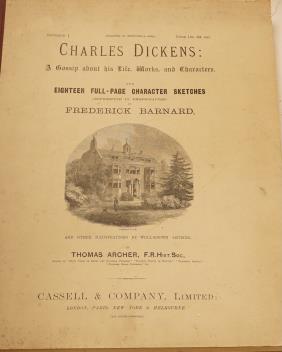 CHARLES DICKENS:
A Gossip about his Life, Works, and Characters.
EIGHTEEN FULL-PAGE CHARACTER SKETCHES
FREDERICK BARNARD,
AND OTHER ILLUSTRATIONS BY WELL-KNOWN ARTISTS.
BY
THOMAS ARCHER, F.R.HIST.SOC.,
CASSELL & COMPANY, LIMITED:
LONDON, PARIS, NEW YORK & MELBOURNE.